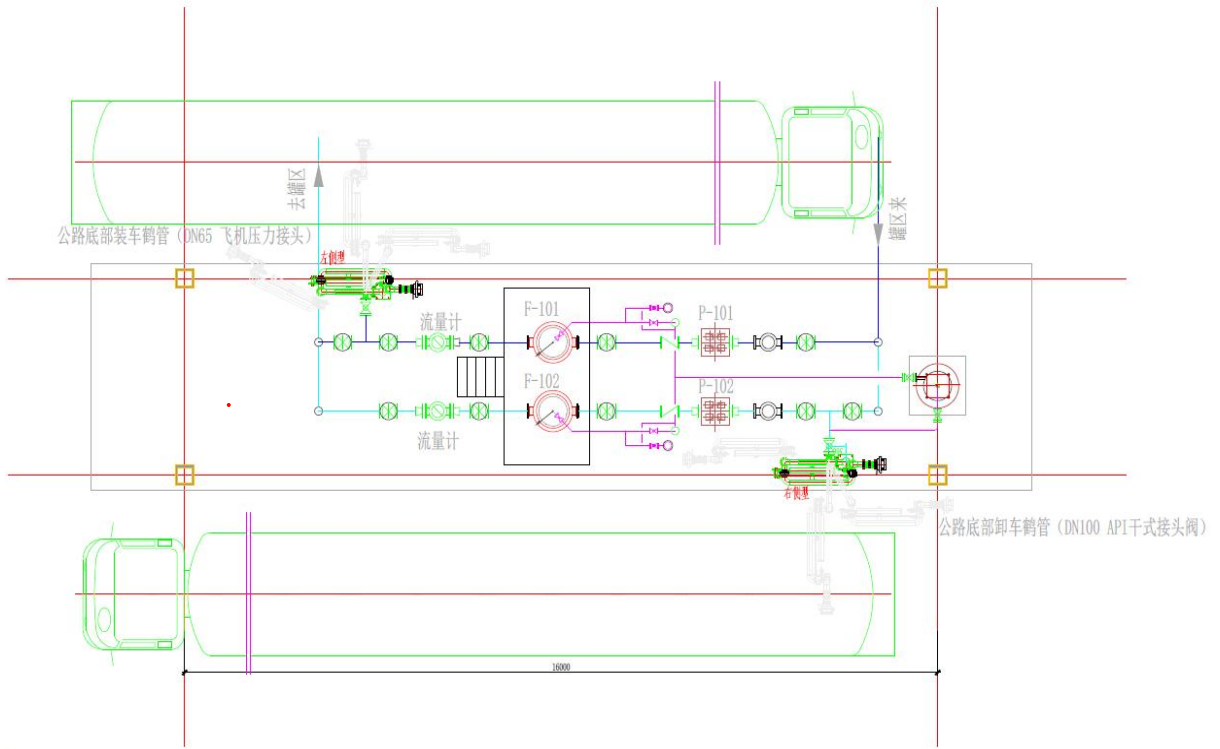 去罐区
罐区来
公路底部装车鹤管（DN65 飞机压力接头）
左侧型
流量计
F-101
P-101
F-102
P-102
流量计
右侧型
公路底部卸车鹤管（DN100 API干式接头阀）
16000